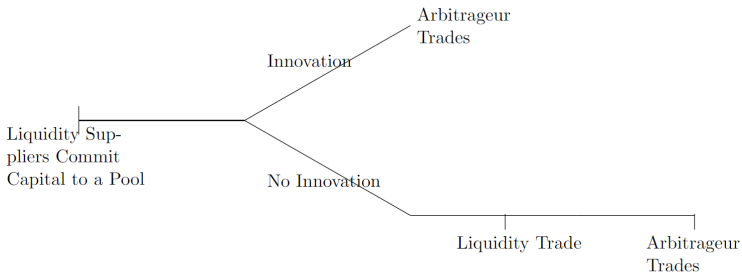 Arbitrageur
Trades
Innovation
Liquidity Sup-
pliers Commit
Capital to a Pool
No Innovation
Liquidity Trade
Arbitrageur
Trades